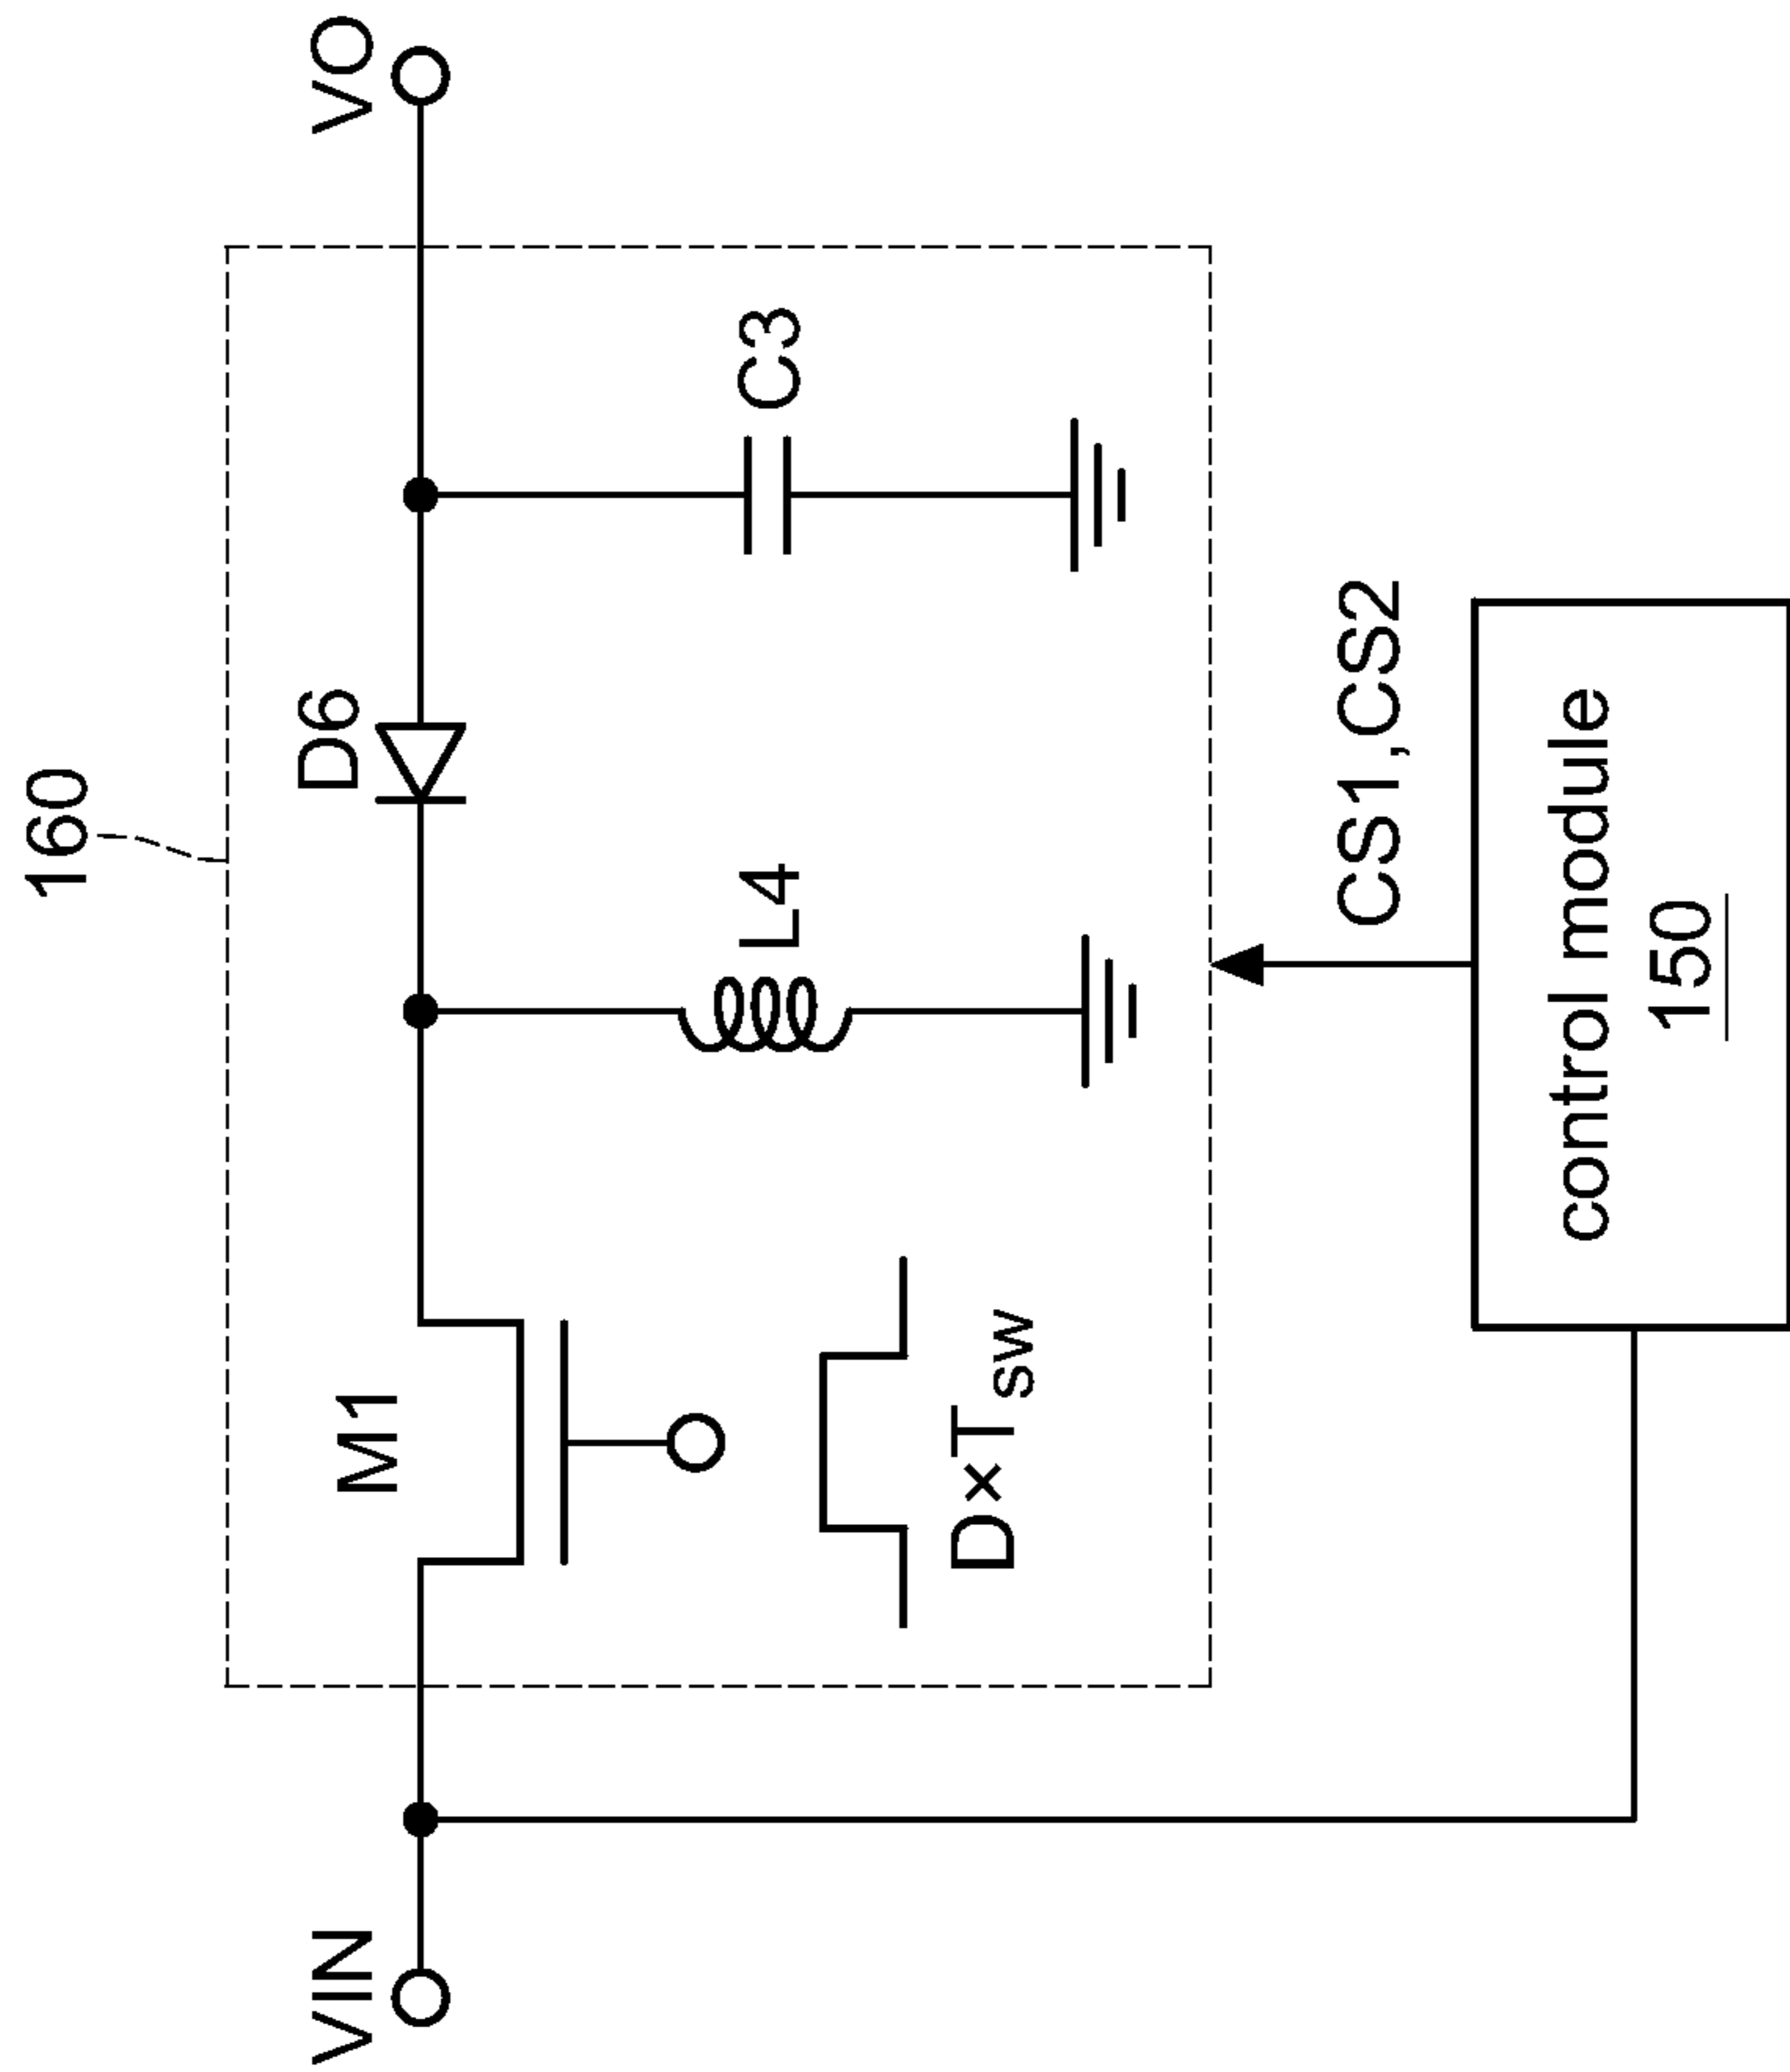 160
VIN
M1
D6
VO
L4
C3
D×Tsw
CS1,CS2
control module
150